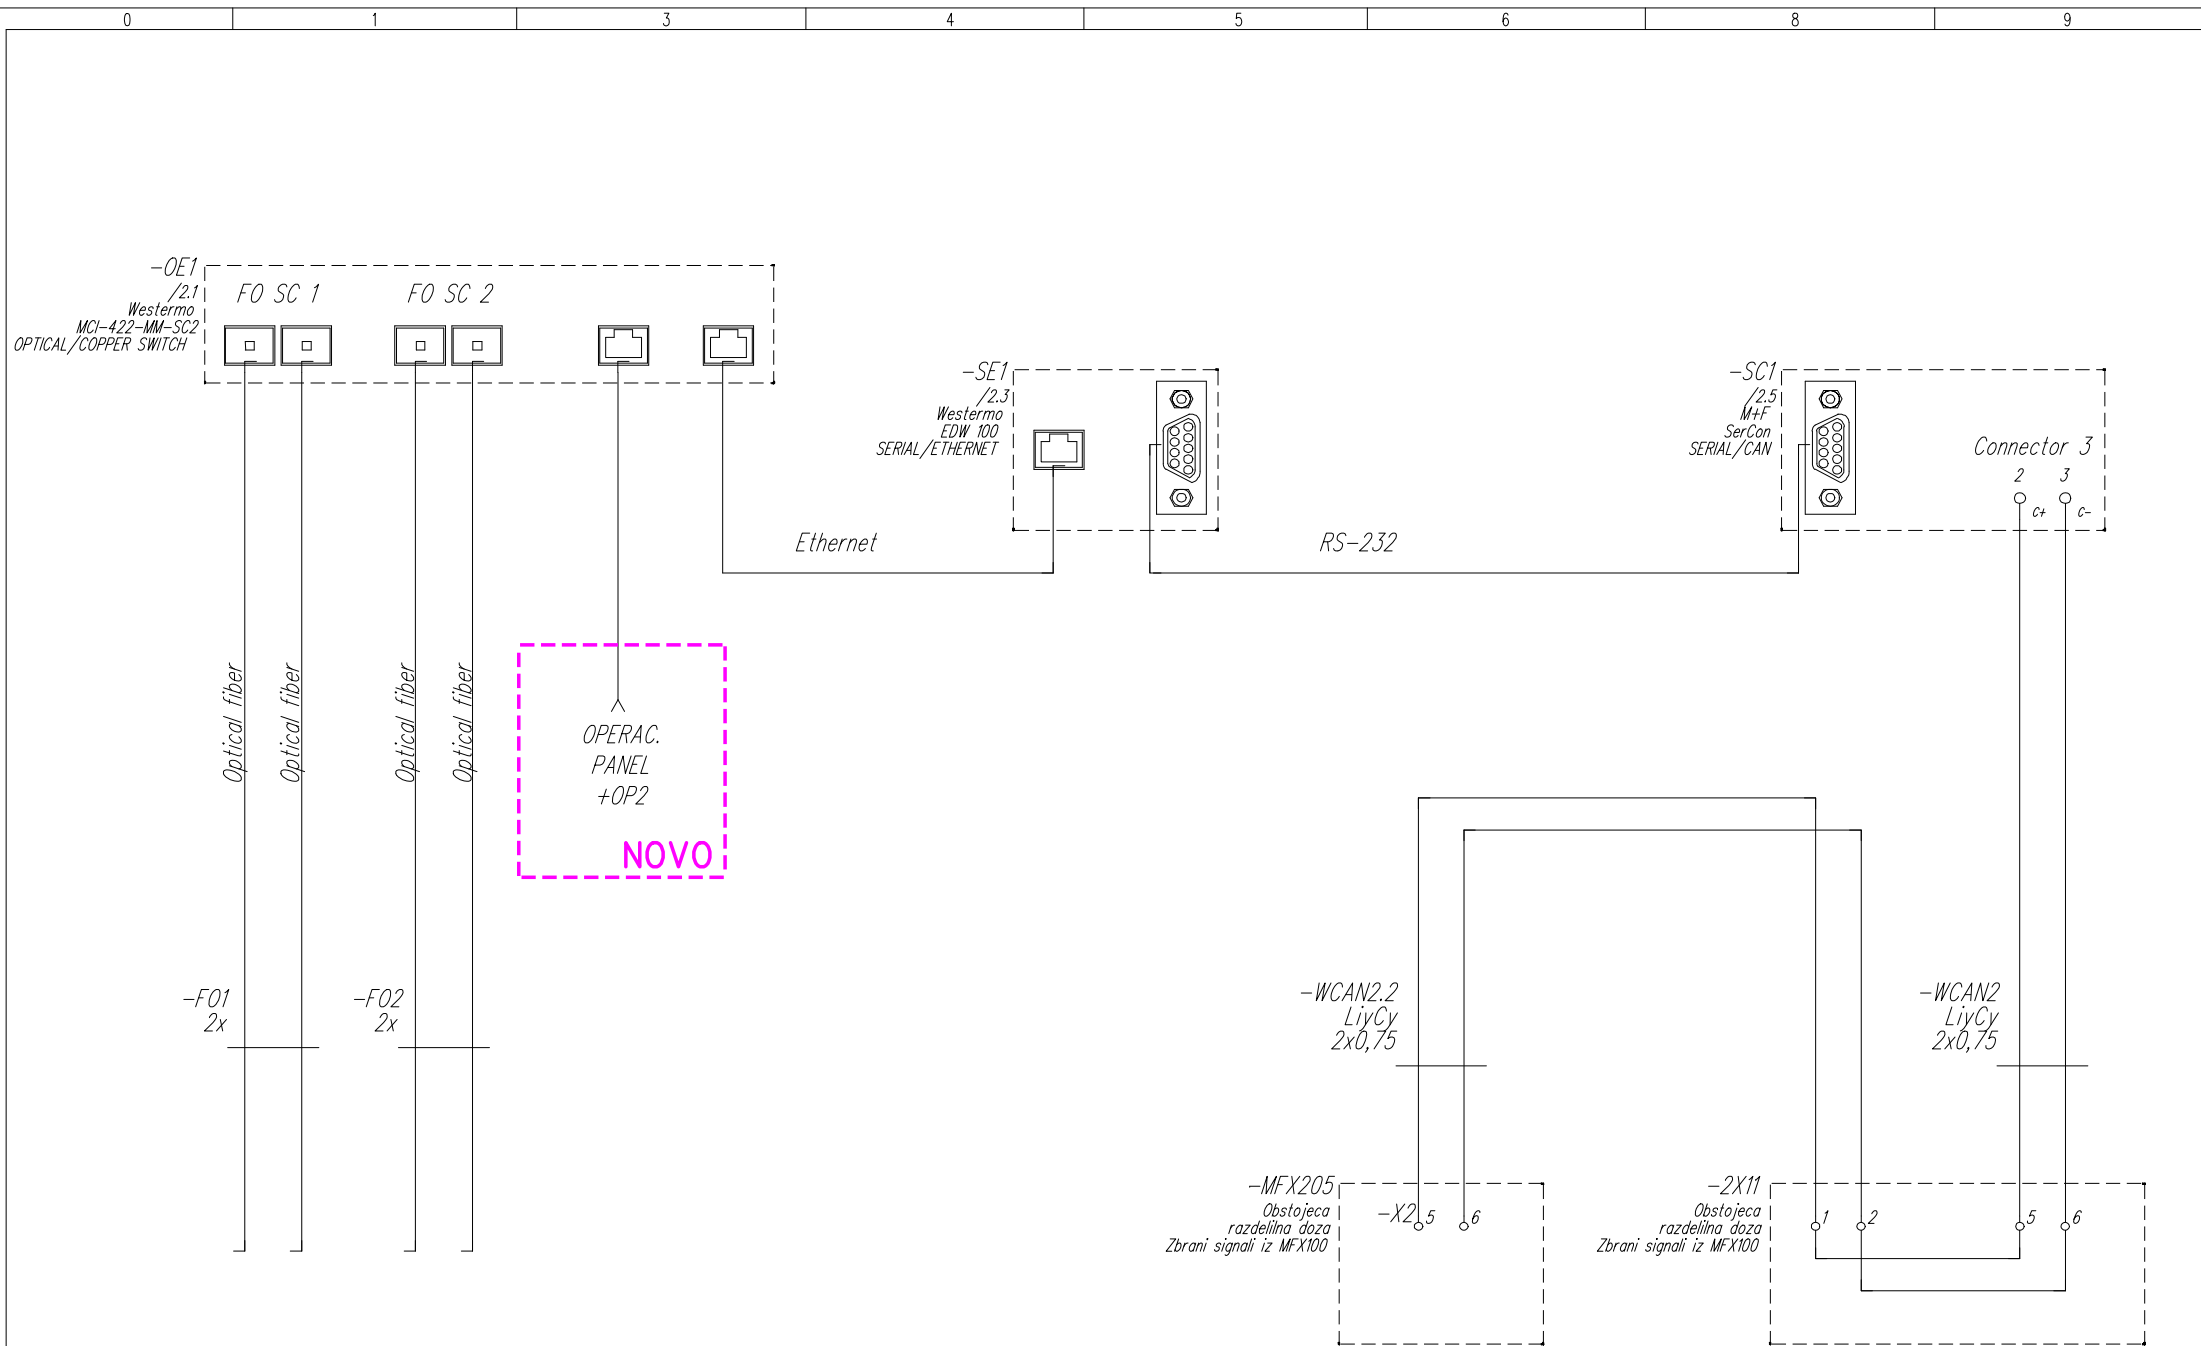 0 1 3 4 5 6 8 9
-OE1
/2.1
Westermo
MCI-422-MM-SC2
OPTICAL/COPPER SWITCH
FO SC 1
FO SC 2
-SE1
/2.3
Westermo
EDW 100
SERIAL/ETHERNET
-SC1
/2.5
M+F
SerCon
SERIAL/CAN
Connector 3
2 3
c+ c-
Ethernet
RS-232
Optical fiber
Optical fiber
Optical fiber
Optical fiber
OPERAC.
PANEL
+OP2
NOVO
-FO1
2x
-FO2
2x
-WCAN2.2
LiyCy
2x0,75
-WCAN2
LiyCy
2x0,75
-MFX205
Obstojeca
razdelilna doza
Zbrani signali iz MFX100
-X2 5 6
-2X11
Obstojeca
razdelilna doza
Zbrani signali iz MFX100
1 2 5 6